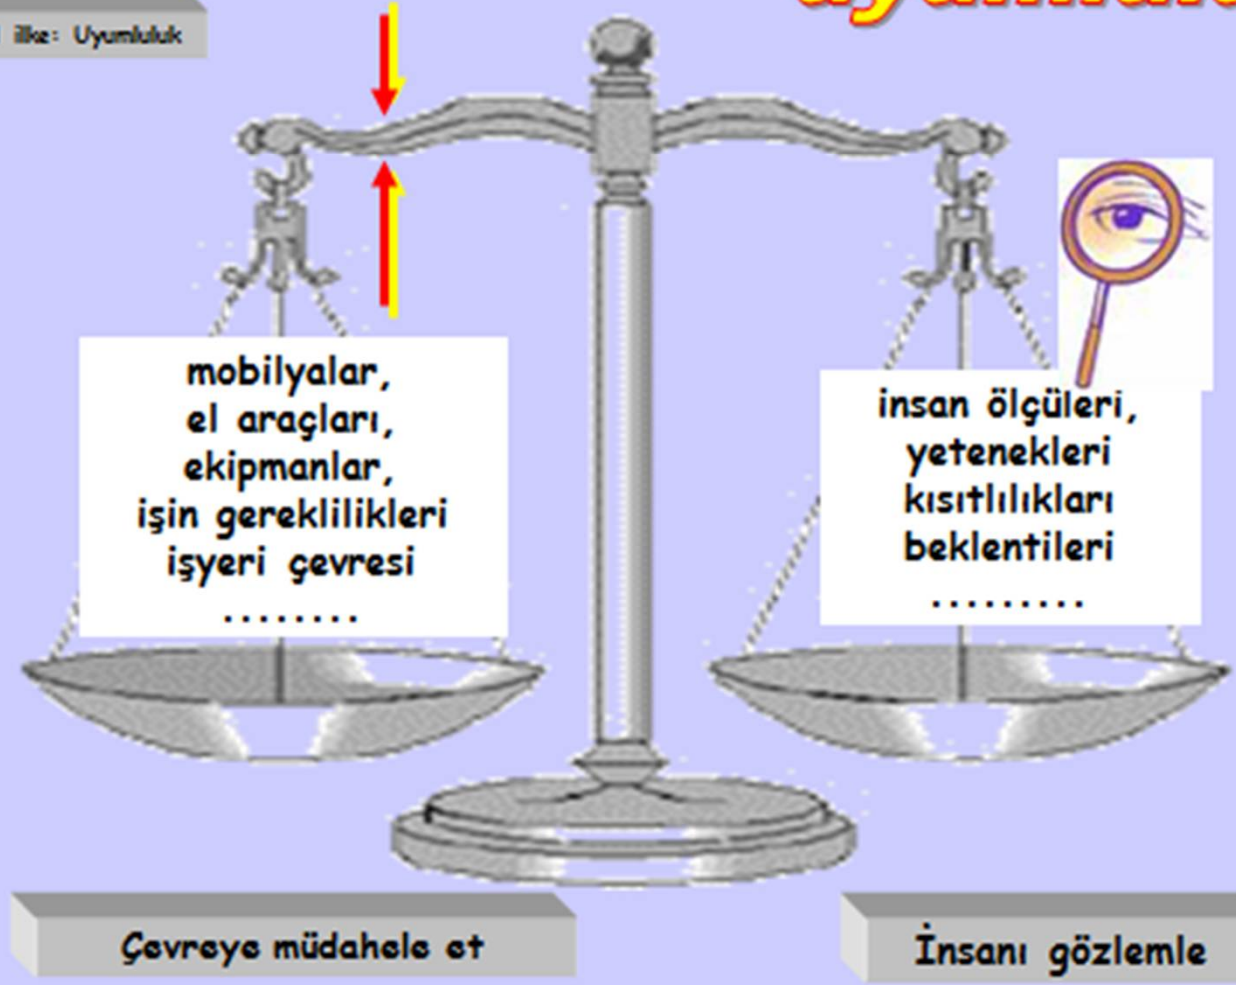 ilke: Uyumluluk
mobilyalar,
el araçları,
ekipmanlar,
işin gereklilikleri
işyeri çevresi
........
insan ölçüleri,
yetenekleri
kısıtlılıkları
beklentileri
.........
Çevreye müdahele et
İnsanı gözlemle